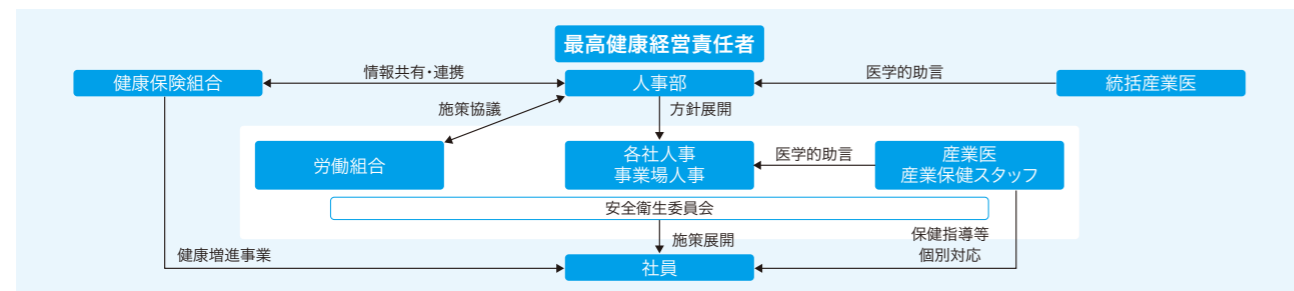 最高健康経営責任者
健康保険組合
情報共有・連携
人事部
医学的助言
統括産業医
施策協議
方針展開
労働組合
各社人事
事業場人事
医学的助言
産業医
産業保健スタッフ
安全衛生委員会
健康増進事業
施策展開
保健指導等
個別対応
社員